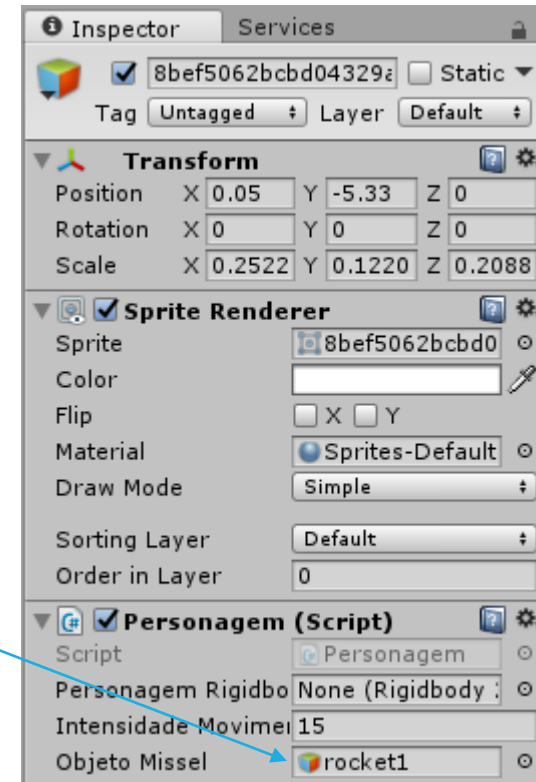 Inspector Services
8bef5062bcbd04329a Static
Tag Untagged Layer Default
Transform
Position X 0.05 Y -5.33 Z 0
Rotation X 0 Y 0 Z 0
Scale X 0.2522 Y 0.1220 Z 0.2088
Sprite Renderer
Sprite 8bef5062bcbd0
Color
Flip X Y
Material Sprites-Default
Draw Mode Simple
Sorting Layer Default
Order in Layer 0
Personagem (Script)
Script Personagem
Personagem Rigidbo None (Rigidbody
Intensidade Movimei 15
Objeto Missel rocket1